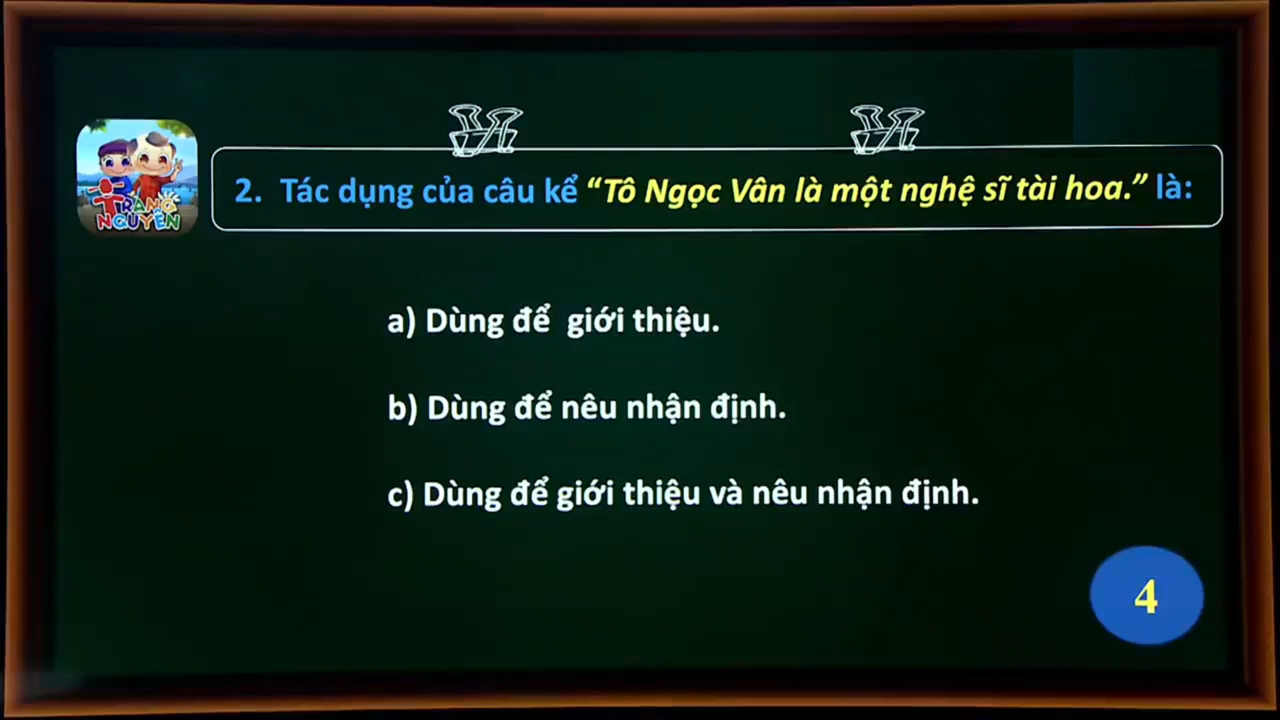 TRẠNG
NGUYÊN
2. Tác dụng của câu kể “Tô Ngọc Vân là một nghệ sĩ tài hoa.” là:
a) Dùng để giới thiệu.
b) Dùng để nêu nhận định.
c) Dùng để giới thiệu và nêu nhận định.
4